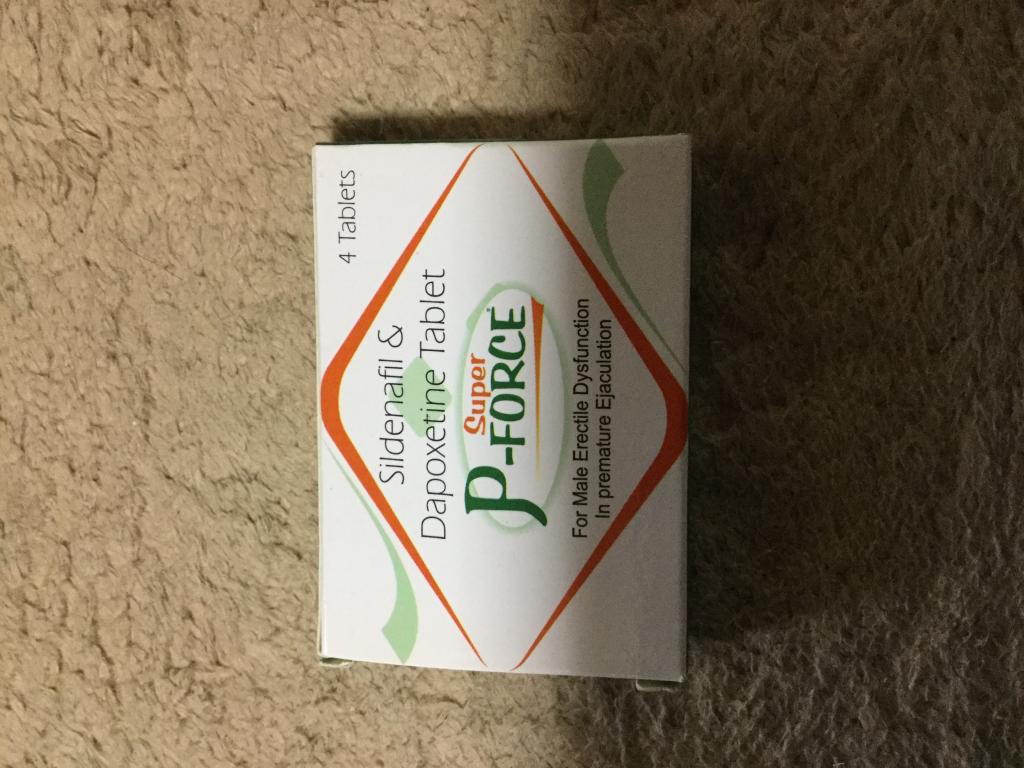 4 Tablets
Sildenafil &
Dapoxetine Tablet
Super
P-FORCE
For Male Erectile Dysfunction
In premature Ejaculation